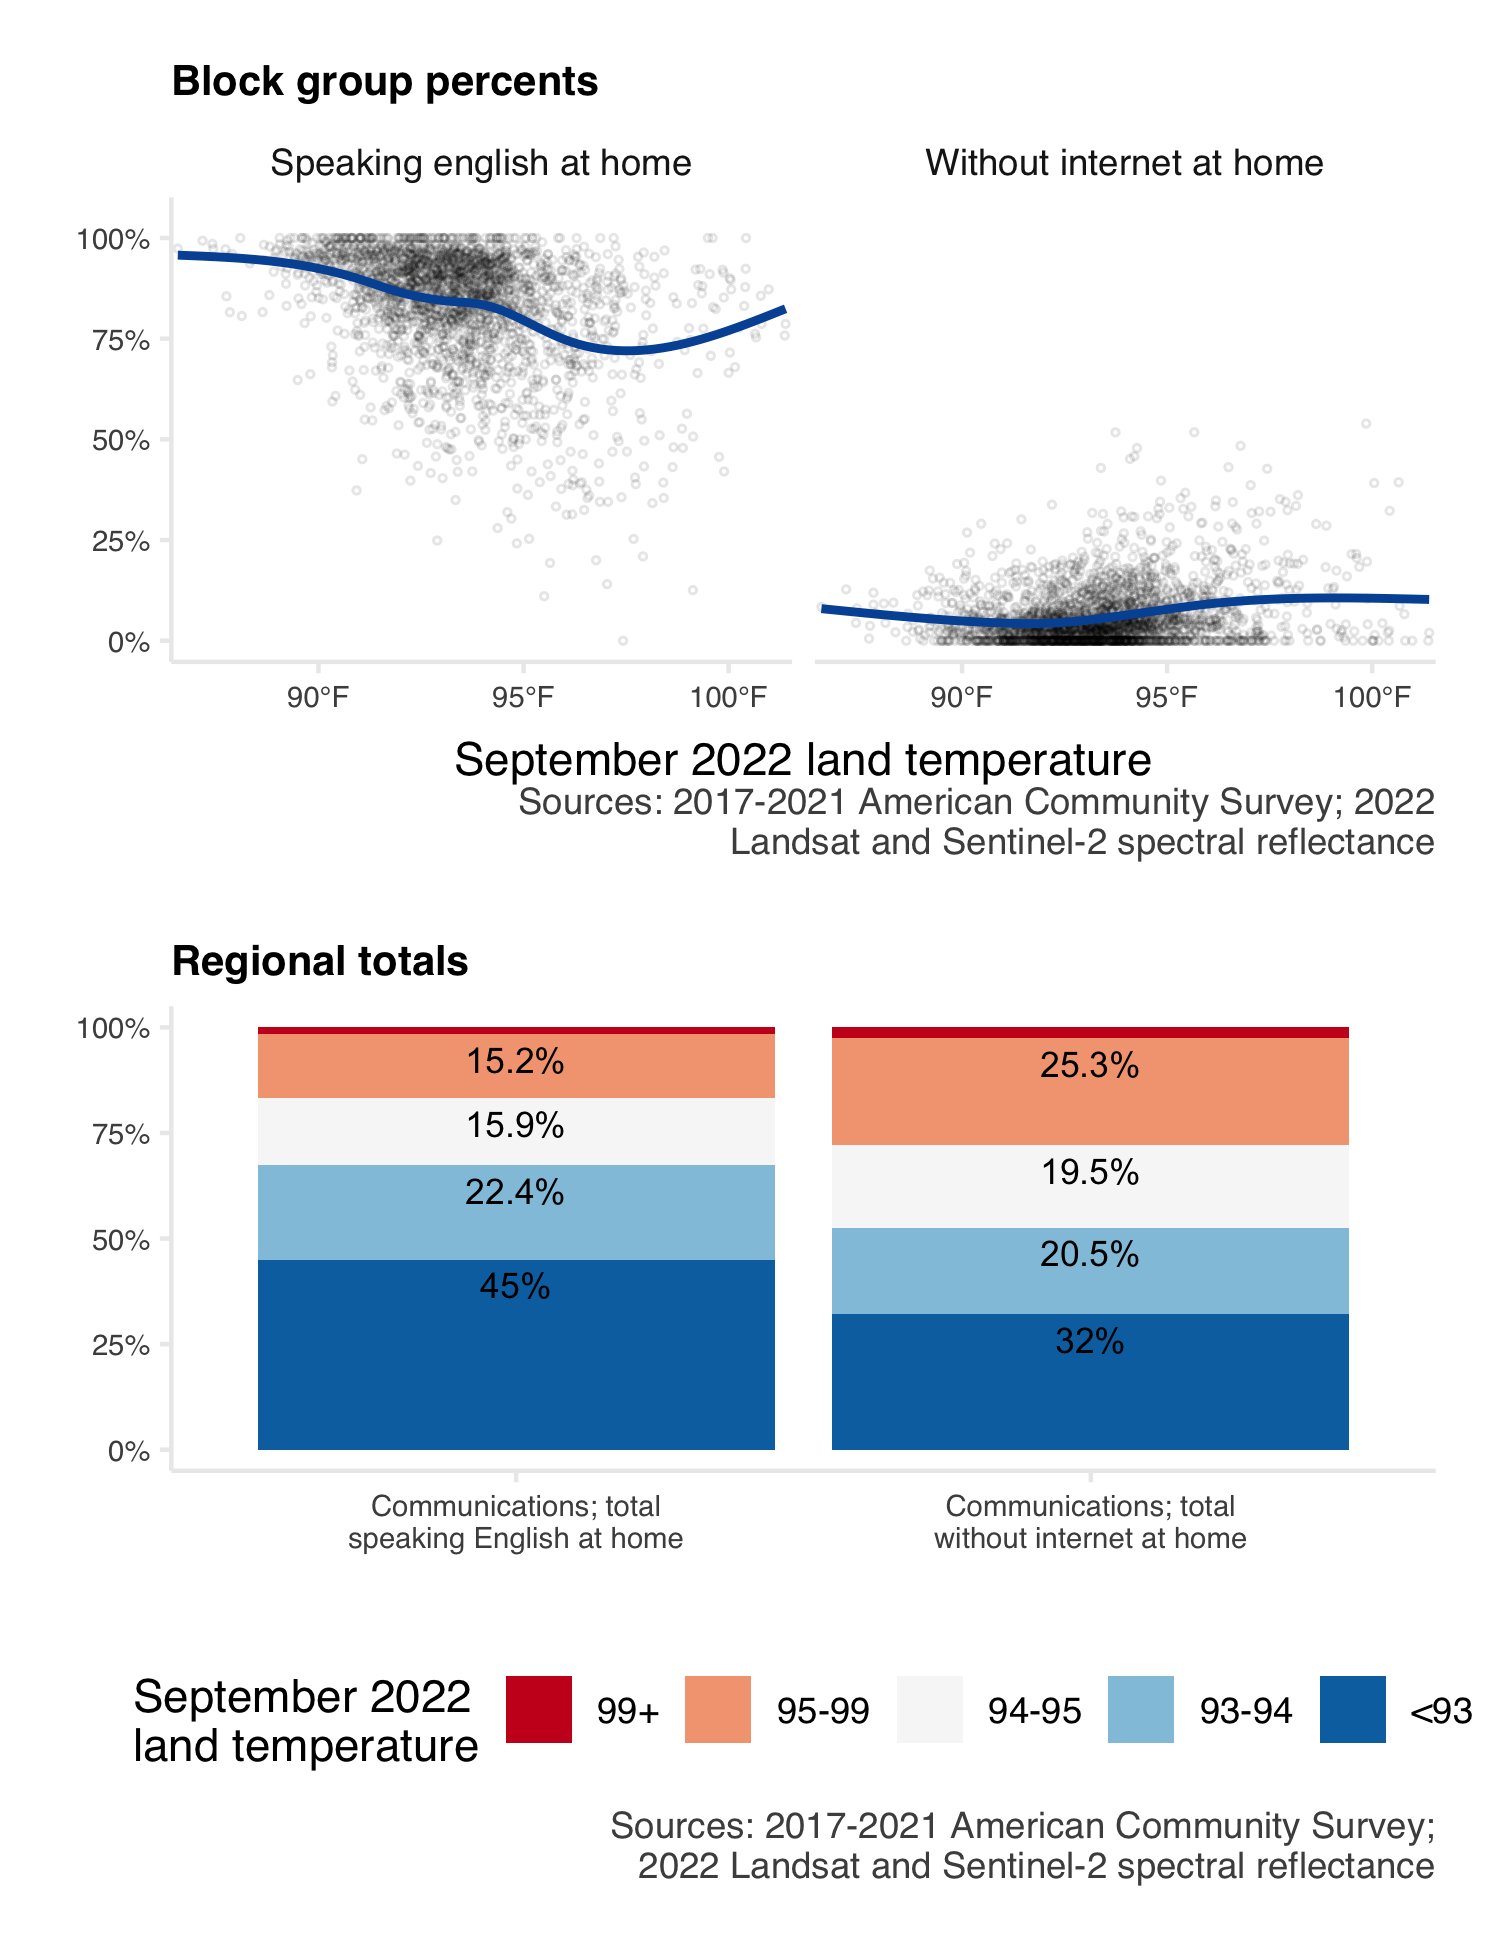 Block group percents
Speaking english at home
Without internet at home
100%
75%
50%
25%
0%
90°F
95°F
100°F
90°F
95°F
100°F
September 2022 land temperature
Sources: 2017-2021 American Community Survey; 2022
Landsat and Sentinel-2 spectral reflectance
Regional totals
100%
75%
50%
25%
0%
15.2%
15.9%
22.4%
45%
25.3%
19.5%
20.5%
32%
Communications; total
speaking English at home
Communications; total
without internet at home
September 2022
land temperature
99+
95-99
94-95
93-94
<93
Sources: 2017-2021 American Community Survey;
2022 Landsat and Sentinel-2 spectral reflectance